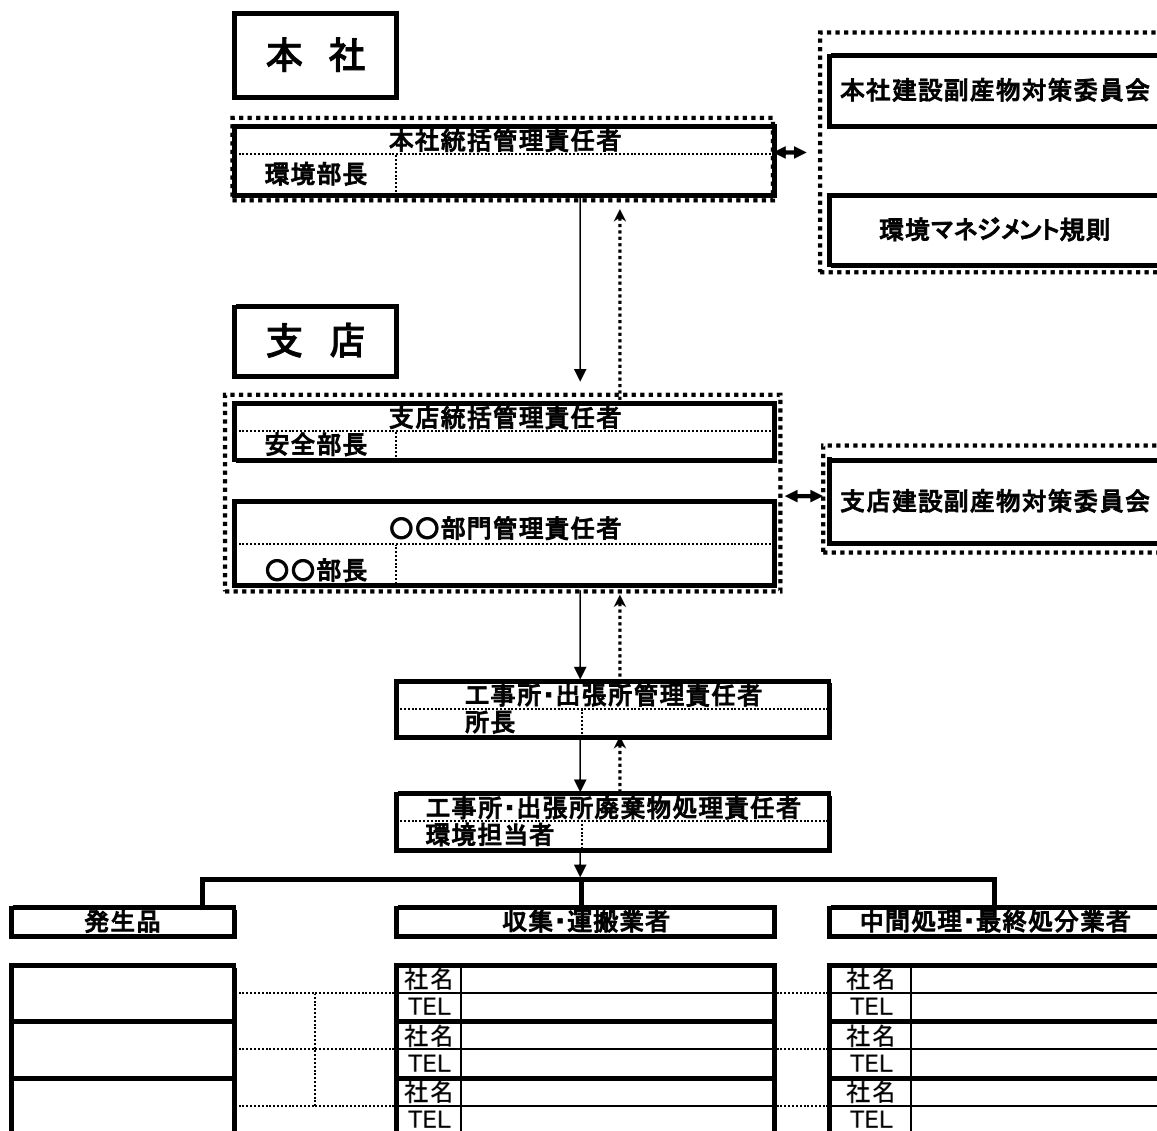 本 社
本社建設副産物対策委員会
本社統括管理責任者
環境部長
環境マネジメント規則
支 店
支店統括管理責任者
安全部長
支店建設副産物対策委員会
〇〇部門管理責任者
〇〇部長
工事所・出張所管理責任者
所長
工事所・出張所廃棄物処理責任者
環境担当者
発生品
収集・運搬業者
中間処理・最終処分業者
社名
社名
TEL
TEL
社名
社名
TEL
TEL
社名
社名
TEL
TEL